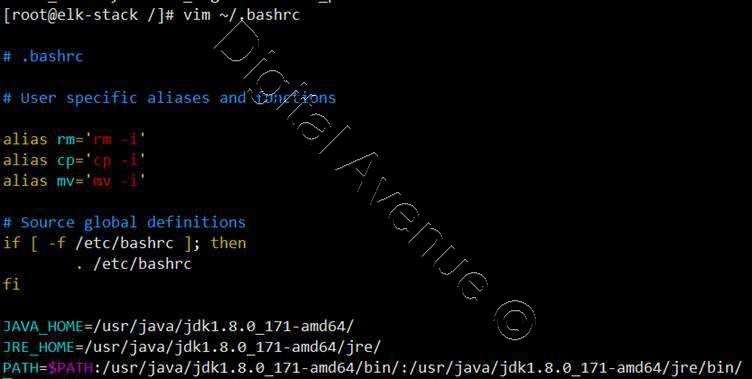 [root@elk-stack /]# vim ~/.bashrc
# .bashrc
# User specific aliases and functions
alias rm='rm -i'
alias cp='cp -i'
alias mv='mv -i'
# Source global definitions
if [ -f /etc/bashrc ]; then
        . /etc/bashrc
fi
JAVA_HOME=/usr/java/jdk1.8.0_171-amd64/
JRE_HOME=/usr/java/jdk1.8.0_171-amd64/jre/
PATH=$PATH:/usr/java/jdk1.8.0_171-amd64/bin/:/usr/java/jdk1.8.0_171-amd64/jre/bin/
Digital Avenue ©